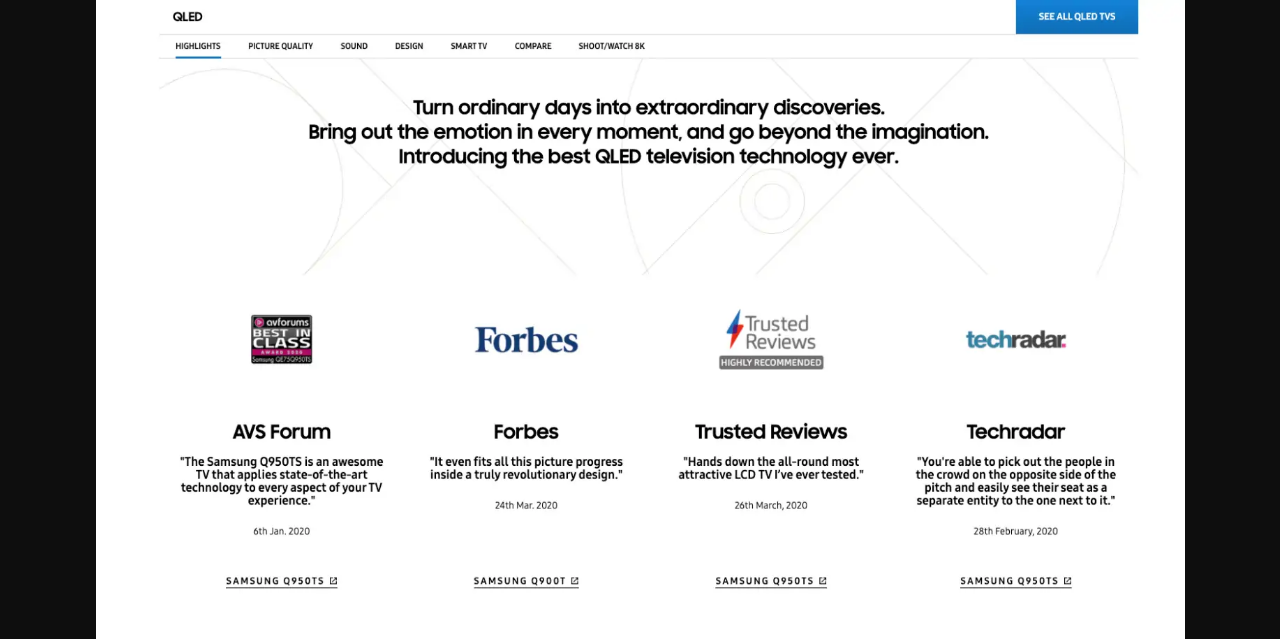 QLED
SEE ALL QLED TVS
HIGHLIGHTS
PICTURE QUALITY
SOUND
DESIGN
SMART TV
COMPARE
SHOOT/WATCH 8K
Turn ordinary days into extraordinary discoveries.
Bring out the emotion in every moment, and go beyond the imagination.
Introducing the best QLED television technology ever.
avforums
BEST IN
CLASS
AWARD 2020
Samsung QE75Q950TS
AVS Forum
"The Samsung Q950TS is an awesome
TV that applies state-of-the-art
technology to every aspect of your TV
experience."
6th Jan. 2020
SAMSUNG Q950TS
Forbes
Forbes
"It even fits all this picture progress
inside a truly revolutionary design."
24th Mar. 2020
SAMSUNG Q900T
Trusted
Reviews
HIGHLY RECOMMENDED
Trusted Reviews
"Hands down the all-round most
attractive LCD TV I've ever tested."
26th March, 2020
SAMSUNG Q950TS
techradar.
Techradar
"You're able to pick out the people in
the crowd on the opposite side of the
pitch and easily see their seat as a
separate entity to the one next to it."
28th February, 2020
SAMSUNG Q950TS